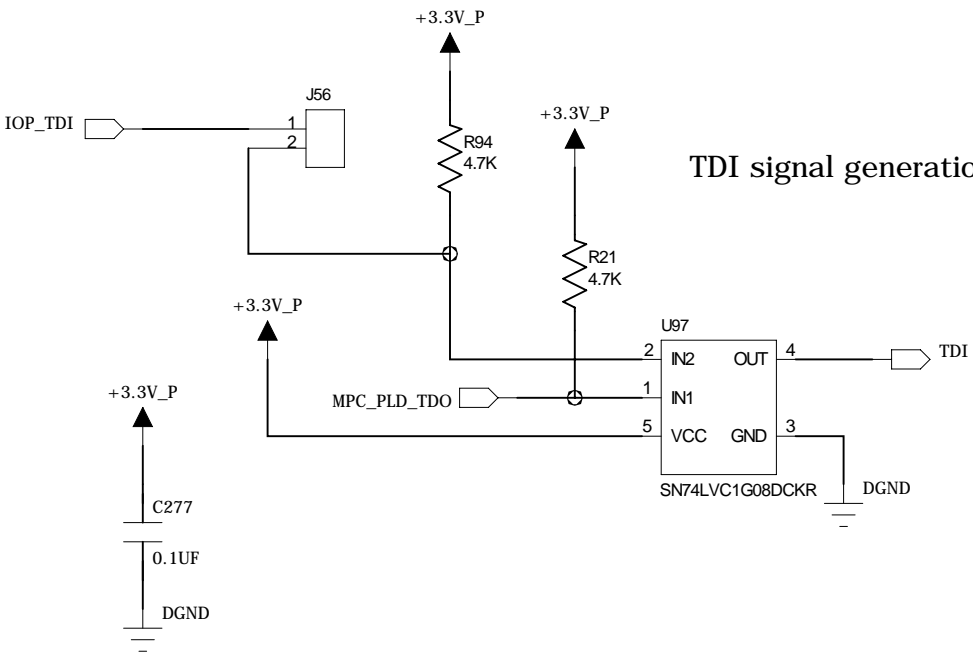 +3.3V_P
J56
IOP_TDI
1
2
R94
4.7K
+3.3V_P
TDI signal generatio
R21
4.7K
+3.3V_P
U97
2
IN2
OUT
4
TDI
MPC_PLD_TDO
1
IN1
5
VCC
GND
3
SN74LVC1G08DCKR
DGND
+3.3V_P
C277
0.1UF
DGND